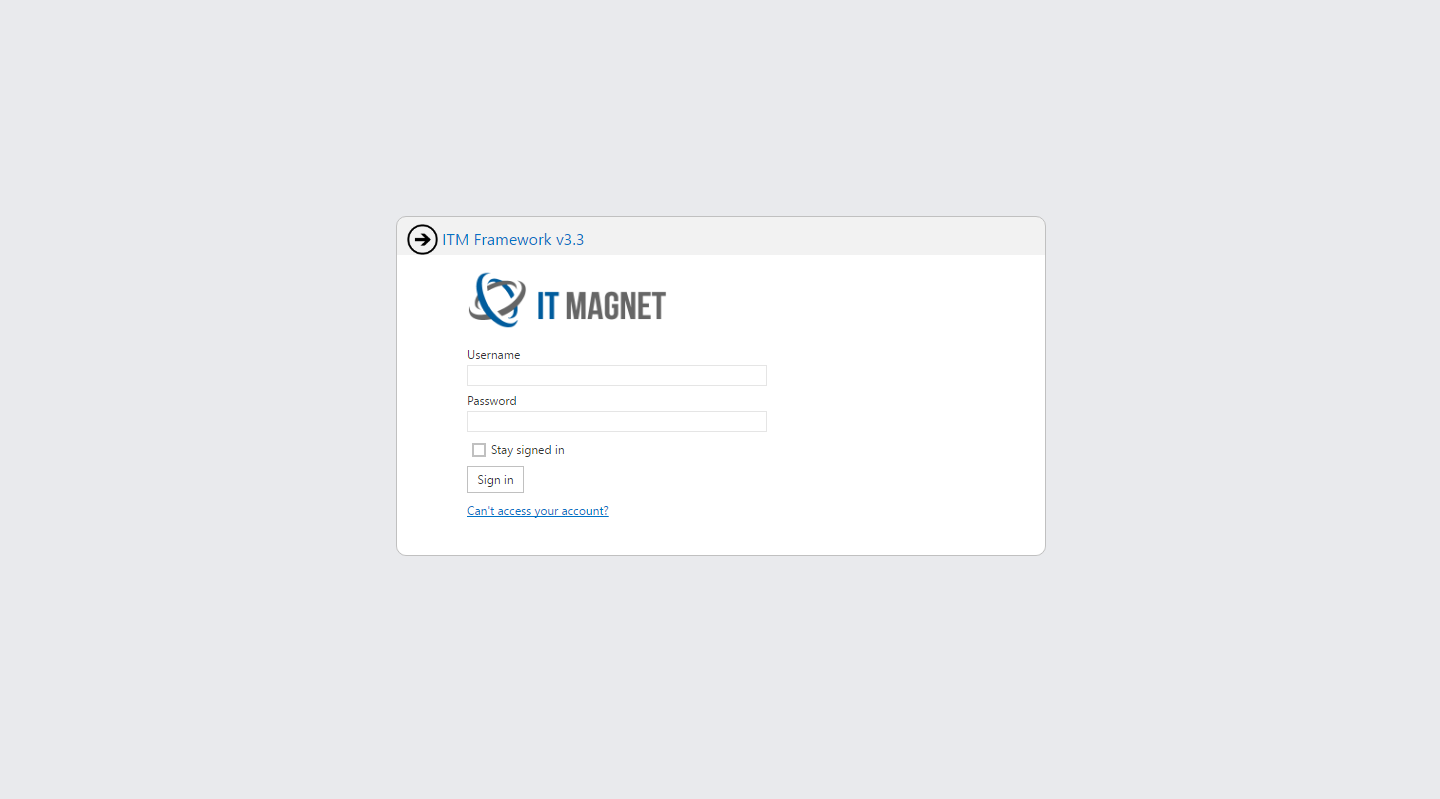 ITM Framework v3.3
IT MAGNET
Username
Password
Stay signed in
Sign in
Can't access your account?